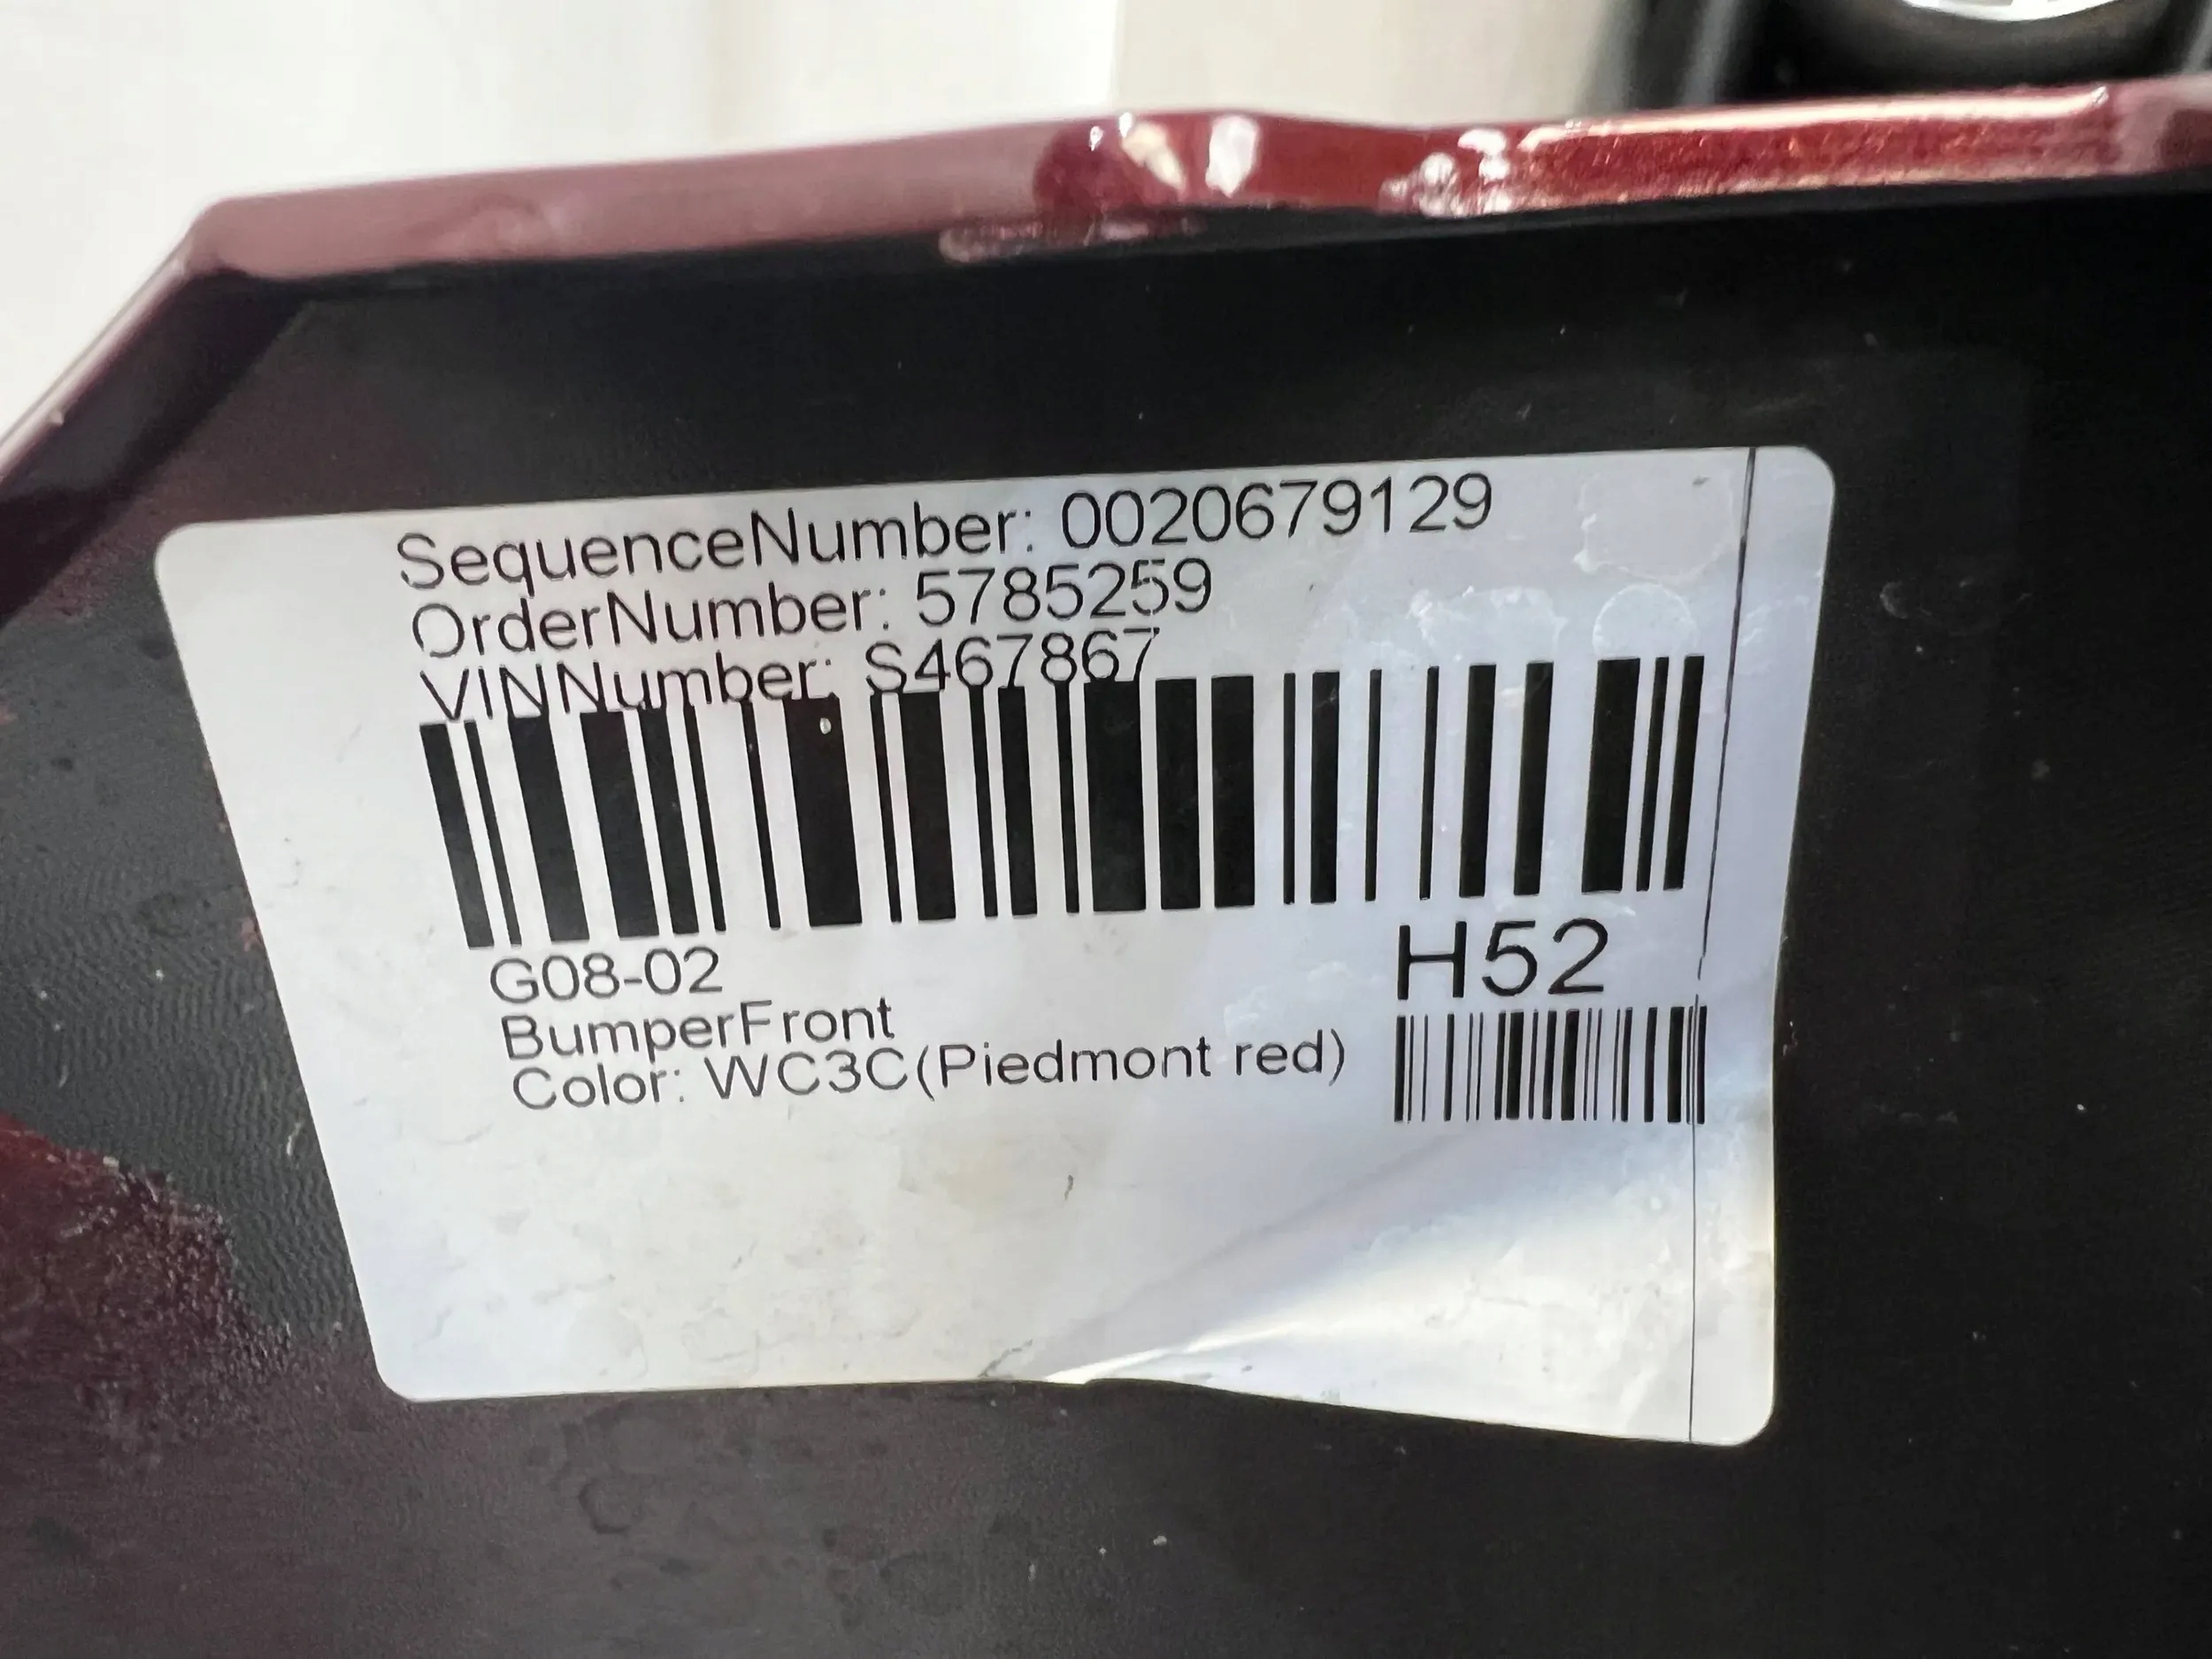 SequenceNumber: 0020679129
OrderNumber: 5785259
VINNumber: S467867
G08-02
H52
BumperFront
Color: WC3C(Piedmont red)